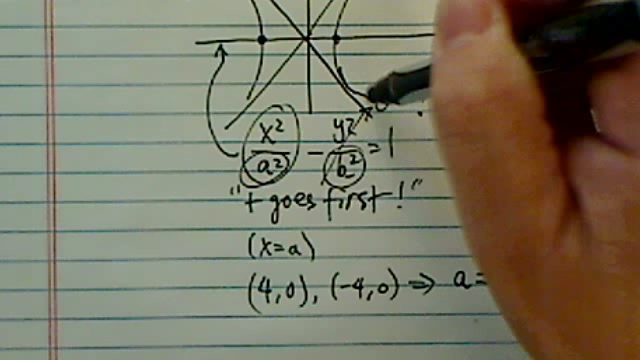 x²/a² - y²/b² = 1
"+ goes first!"
(x=a)
(4,0), (-4,0) ⇒ a=